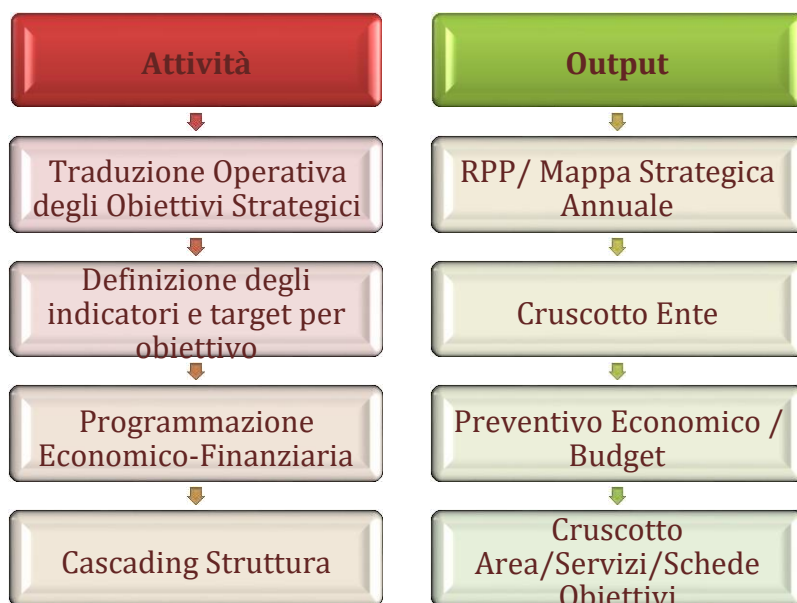 Attività
Traduzione Operativa
degli Obiettivi Strategici
Definizione degli
indicatori e target per
obiettivo
Programmazione
Economico-Finanziaria
Cascading Struttura
Output
RPP/ Mappa Strategica
Annuale
Cruscotto Ente
Preventivo Economico /
Budget
Cruscotto
Area/Servizi/Schede
Obiettivi